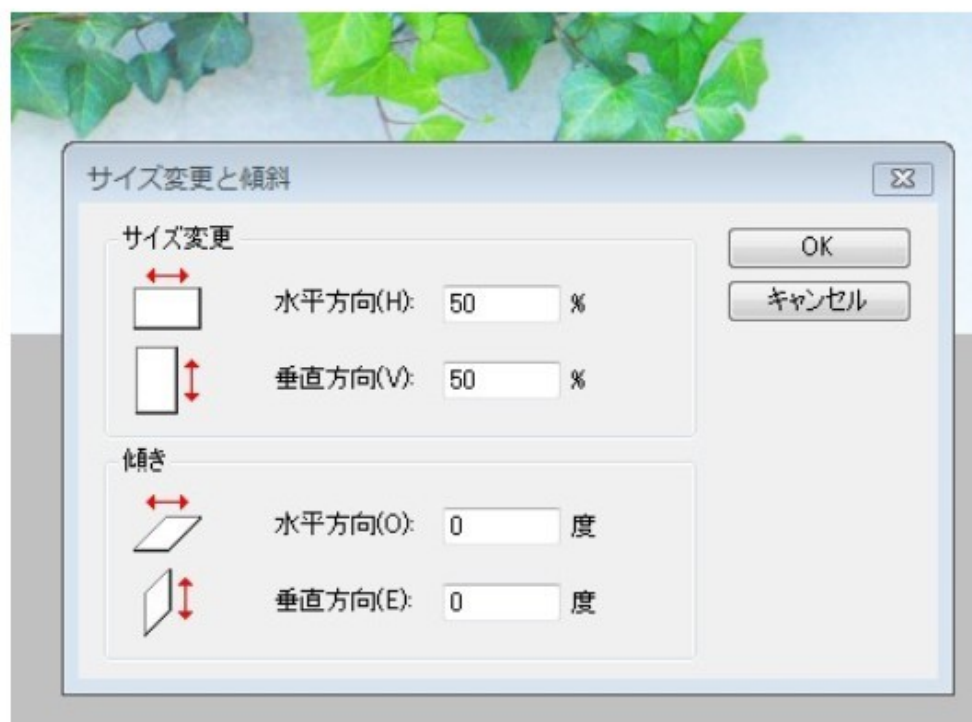 サイズ変更と傾斜
サイズ変更
水平方向(H): 50 %
垂直方向(V): 50 %
傾き
水平方向(O): 0 度
垂直方向(E): 0 度
OK
キャンセル